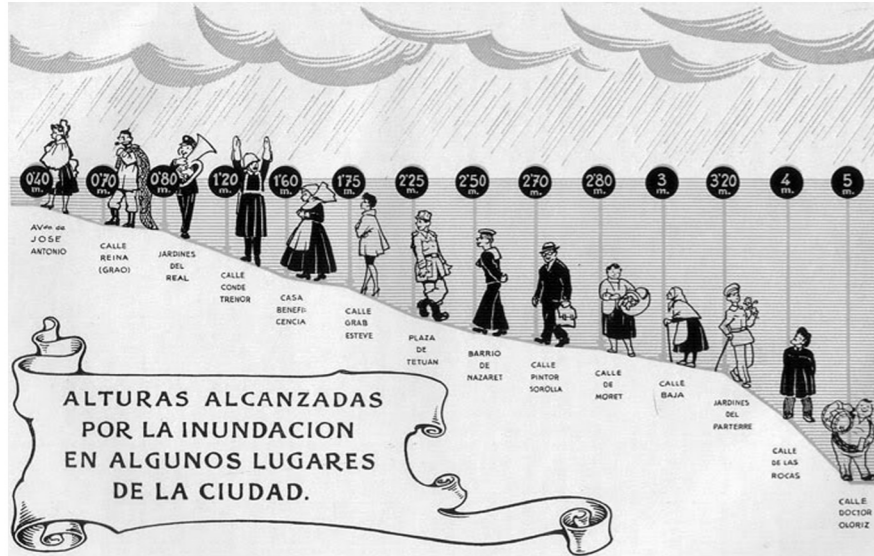 0'40 m.
0'70 m.
0'80 m.
1'20 m.
1'60 m.
1'75 m.
2'25 m.
2'50 m.
2'70 m.
2'80 m.
3 m.
3'20 m.
4 m.
5 m.
AVda. de
JOSE
ANTONIO
CALLE
REINA
(GRAO)
JARDINES
DEL
REAL
CALLE
CONDE
TRENOR
CASA
BENEFI-
CENCIA
CALLE
GRAB
ESTEVE
PLAZA
DE
TETUAN
BARRIO
DE
NAZARET
CALLE
PINTOR
SOROLLA
CALLE
DE
MORET
CALLE
BAJA
JARDINES
DEL
PARTERRE
CALLE
DE LAS
ROCAS
CALLE
DOCTOR
OLORIZ
ALTURAS ALCANZADAS
POR LA INUNDACION
EN ALGUNOS LUGARES
DE LA CIUDAD.